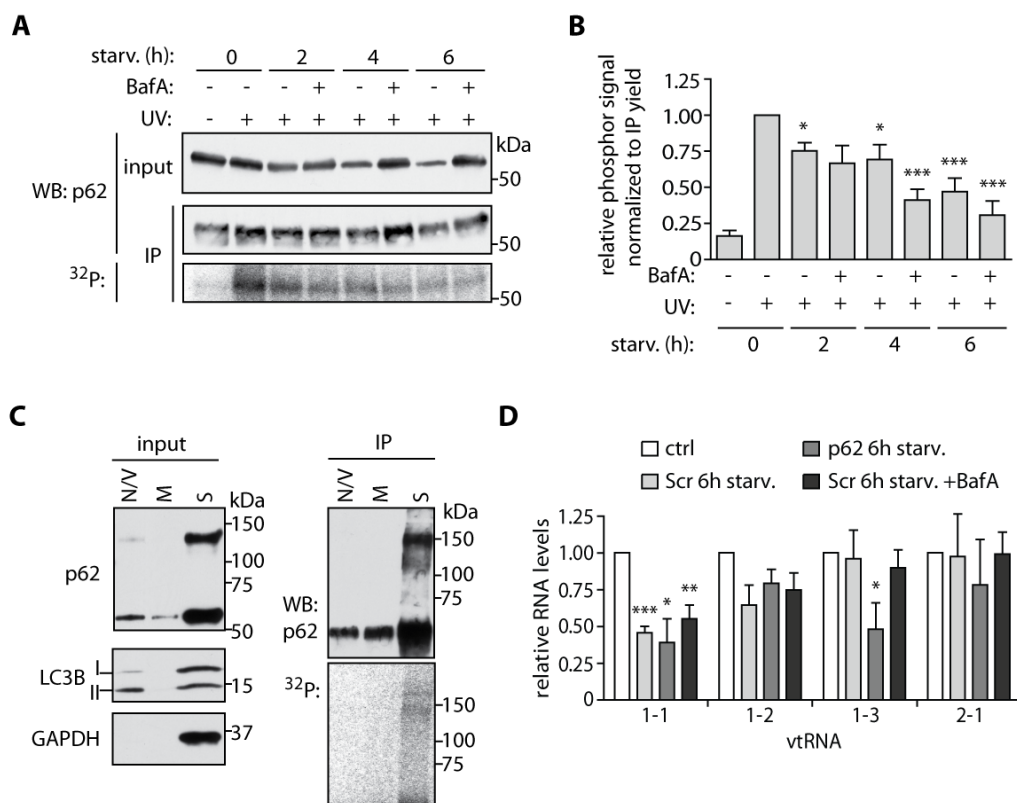 A
starv. (h): 0 2 4 6
BafA: - - - + - + - +
UV: - + + + + + + +
kDa
WB: p62
input
50
IP
50
32P:
50
B
relative phosphor signal
normalized to IP yield
1.25
1.00
0.75
0.50
0.25
0
* * *** *** ***
BafA: - - - + - + - +
UV: - + + + + + + +
starv. (h): 0 2 4 6
C
input
N/V M S
kDa
p62
150
100
75
50
LC3B
I
II
15
GAPDH
37
IP
N/V M S
kDa
WB:
p62
150
100
75
32P:
150
100
75
D
ctrl
p62 6h starv.
Scr 6h starv.
Scr 6h starv. +BafA
relative RNA levels
1.25
1.00
0.75
0.50
0.25
0
*** * ** *
1-1 1-2 1-3 2-1
vtRNA